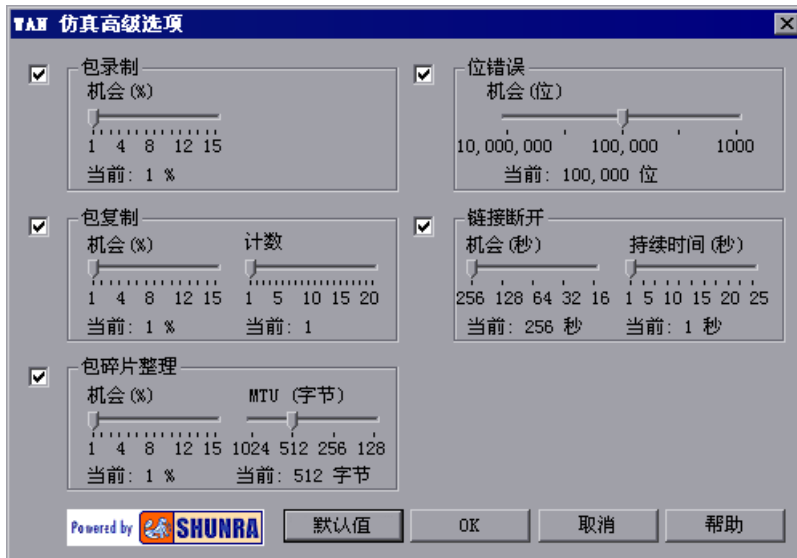 WAN 仿真高级选项
包录制
机会(%)
1 4 8 12 15
当前: 1 %
位错误
机会(位)
10,000,000 100,000 1000
当前: 100,000 位
包复制
机会(%) 计数
1 4 8 12 15 1 5 10 15 20
当前: 1 % 当前: 1
链接断开
机会(秒) 持续时间(秒)
256 128 64 32 16 1 5 10 15 20 25
当前: 256 秒 当前: 1 秒
包碎片整理
机会(%) MTU (字节)
1 4 8 12 15 1024 512 256 128
当前: 1 % 当前: 512 字节
Powered by SHUNRA 默认值 OK 取消 帮助